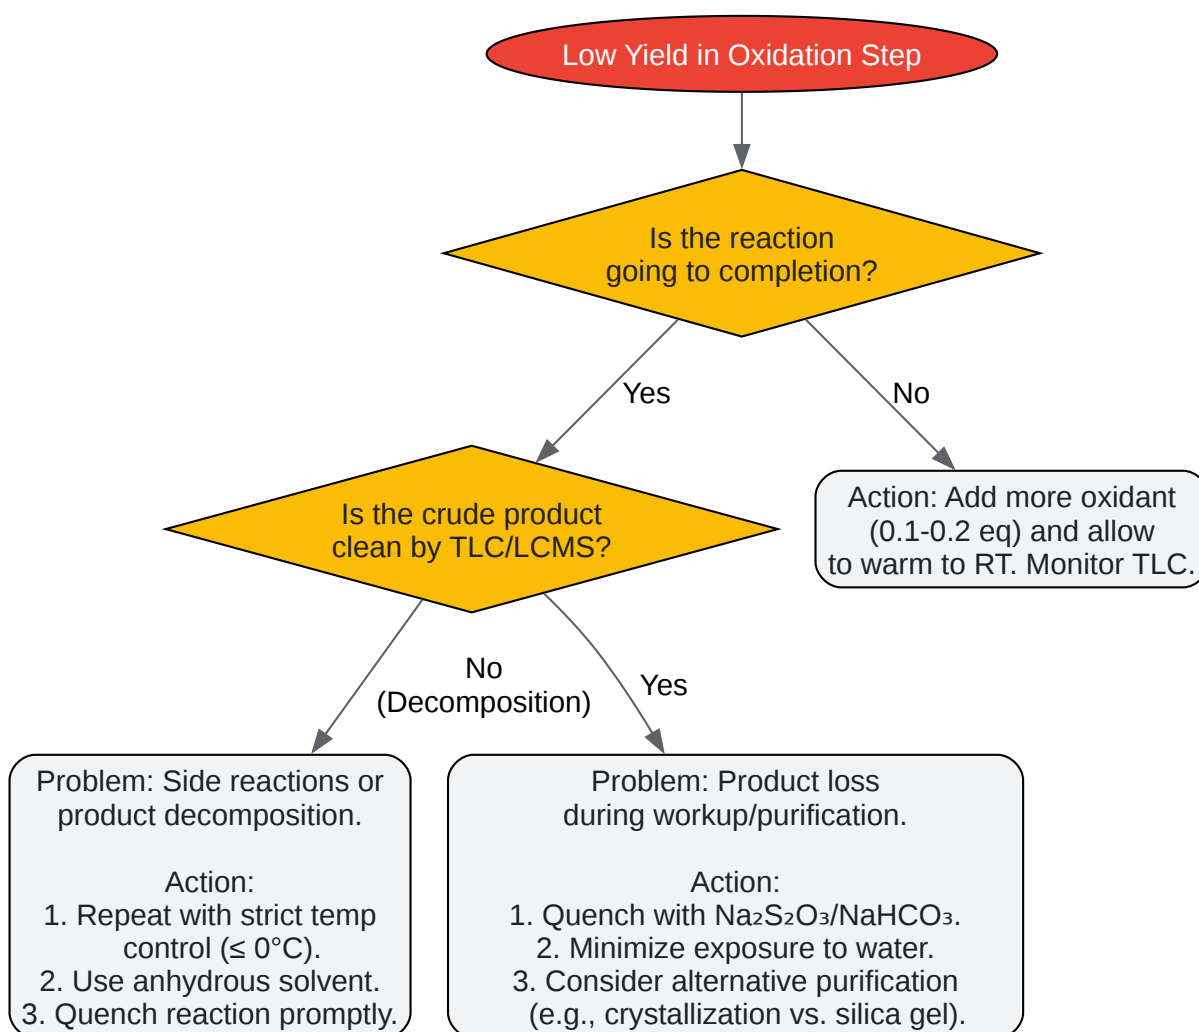 Low Yield in Oxidation Step
Is the reaction
going to completion?
Yes
No
Is the crude product
clean by TLC/LCMS?
Action: Add more oxidant
(0.1-0.2 eq) and allow
to warm to RT. Monitor TLC.
No
(Decomposition)
Yes
Problem: Side reactions or
product decomposition.
Action:
1. Repeat with strict temp
control (≤ 0°C).
2. Use anhydrous solvent.
3. Quench reaction promptly.
Problem: Product loss
during workup/purification.
Action:
1. Quench with Na₂S₂O₃/NaHCO₃.
2. Minimize exposure to water.
3. Consider alternative purification
(e.g., crystallization vs. silica gel).